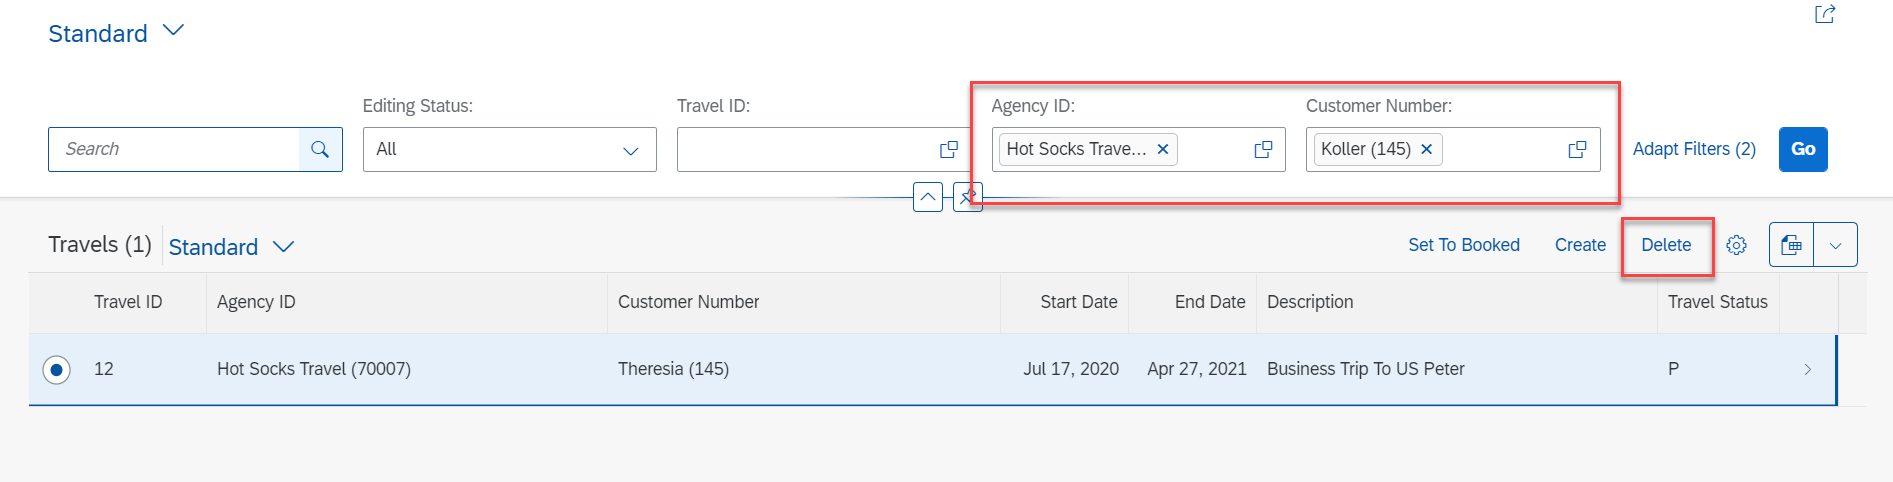 Standard
Editing Status: Travel ID: Agency ID: Customer Number:
Search All Hot Socks Trave... Koller (145) Adapt Filters (2) Go
Travels (1) Standard Set To Booked Create Delete
Travel ID Agency ID Customer Number Start Date End Date Description Travel Status
12 Hot Socks Travel (70007) Theresia (145) Jul 17, 2020 Apr 27, 2021 Business Trip To US Peter P